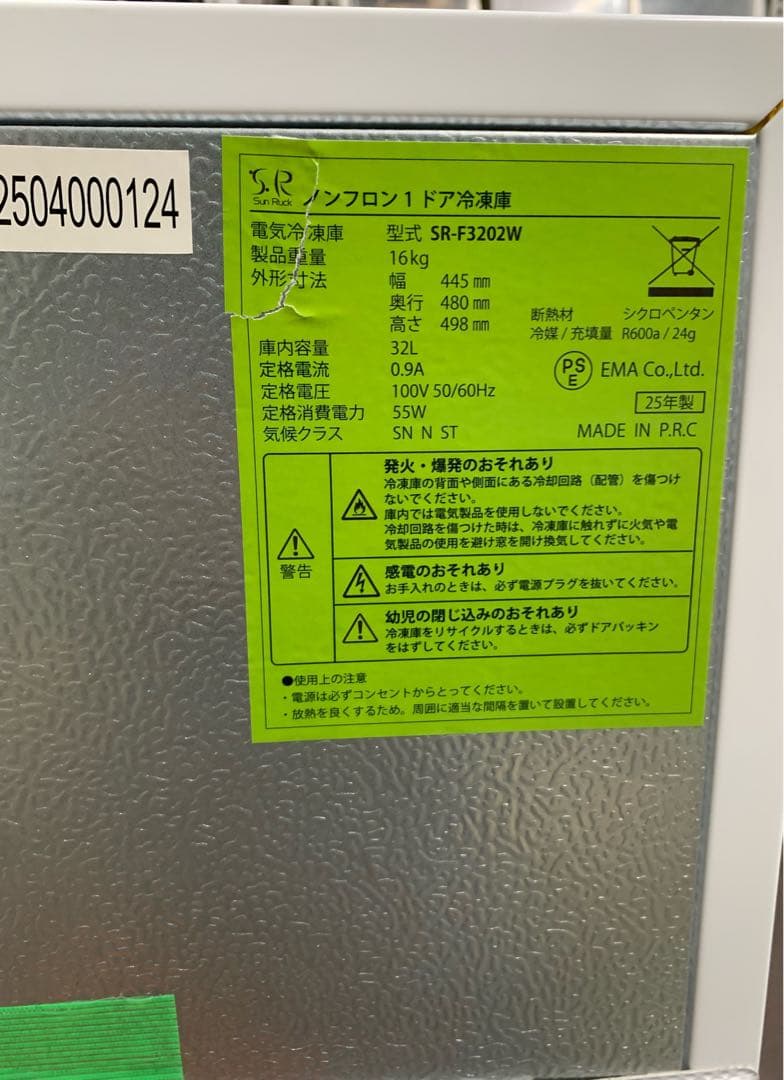 2504000124
S.R
Sun Ruck
ノンフロン1ドア冷凍庫
電気冷凍庫 型式 SR-F3202W
製品重量 16kg
外形寸法 幅 445 mm
奥行 480 mm
高さ 498 mm
断熱材 シクロペンタン
冷媒/充填量 R600a / 24g
庫内容量 32L
定格電流 0.9A
定格電圧 100V 50/60Hz
定格消費電力 55W
気候クラス SN N ST
PSE EMA Co.,Ltd.
25年製
MADE IN P.R.C
警告
発火・爆発のおそれあり
冷凍庫の背面や側面にある冷却回路（配管）を傷つけ
ないでください。
庫内では電気製品を使用しないでください。
冷却回路を傷つけた時は、冷凍庫に触れずに火気や電
気製品の使用を避け窓を開け換気してください。
感電のおそれあり
お手入れのときは、必ず電源プラグを抜いてください。
幼児の閉じ込みのおそれあり
冷凍庫をリサイクルするときは、必ずドアパッキン
をはずしてください。
●使用上の注意
・電源は必ずコンセントからとってください。
・放熱を良くするため。周囲に適当な間隔を置いて設置してください。